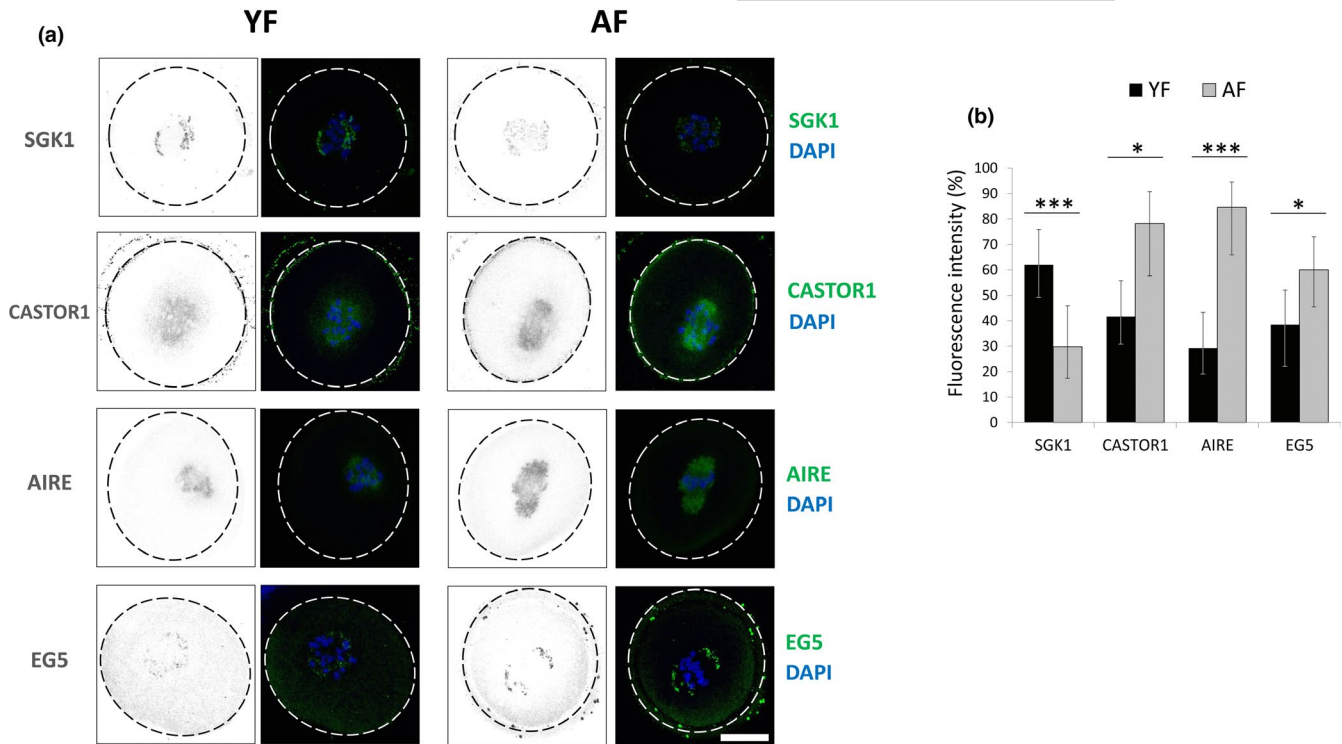 YF
AF
(a)
SGK1
SGK1
DAPI
CASTOR1
CASTOR1
DAPI
AIRE
AIRE
DAPI
EG5
EG5
DAPI
YF AF
(b)
Fluorescence intensity (%)
100
90
80
70
60
50
40
30
20
10
0
***
*
***
*
SGK1 CASTOR1 AIRE EG5